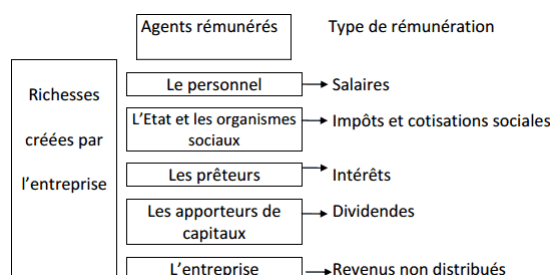 Agents rémunérés
Type de rémunération
Richesses
créées par
l'entreprise
Le personnel
Salaires
L'Etat et les organismes
sociaux
Impôts et cotisations sociales
Les prêteurs
Intérêts
Les apporteurs de
capitaux
Dividendes
L'entreprise
Revenus non distribués